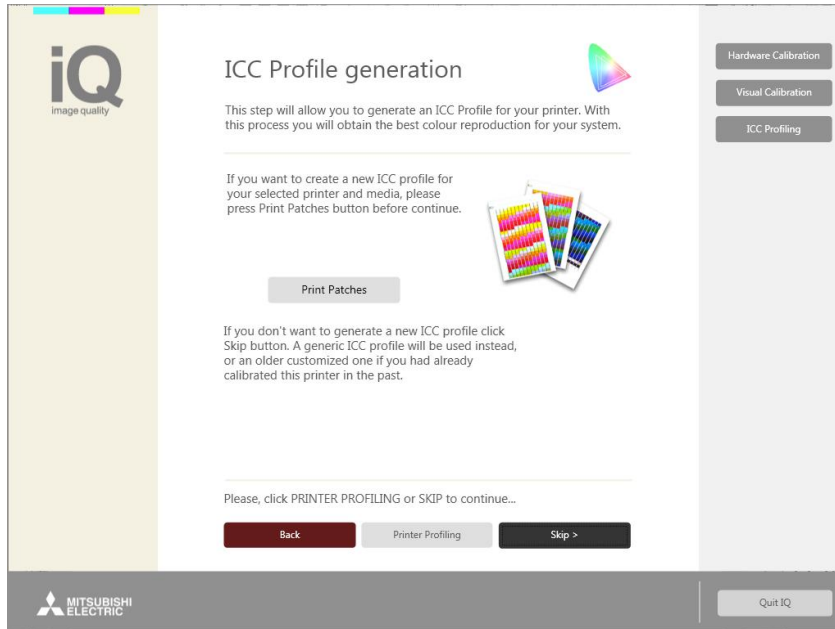 iQ
image quality
ICC Profile generation
This step will allow you to generate an ICC Profile for your printer. With
this process you will obtain the best colour reproduction for your system.
If you want to create a new ICC profile for
your selected printer and media, please
press Print Patches button before continue.
Print Patches
If you don't want to generate a new ICC profile click
Skip button. A generic ICC profile will be used instead,
or an older customized one if you had already
calibrated this printer in the past.
Please, click PRINTER PROFILING or SKIP to continue...
Back
Printer Profiling
Skip >
Hardware Calibration
Visual Calibration
ICC Profiling
MITSUBISHI
ELECTRIC
Quit IQ